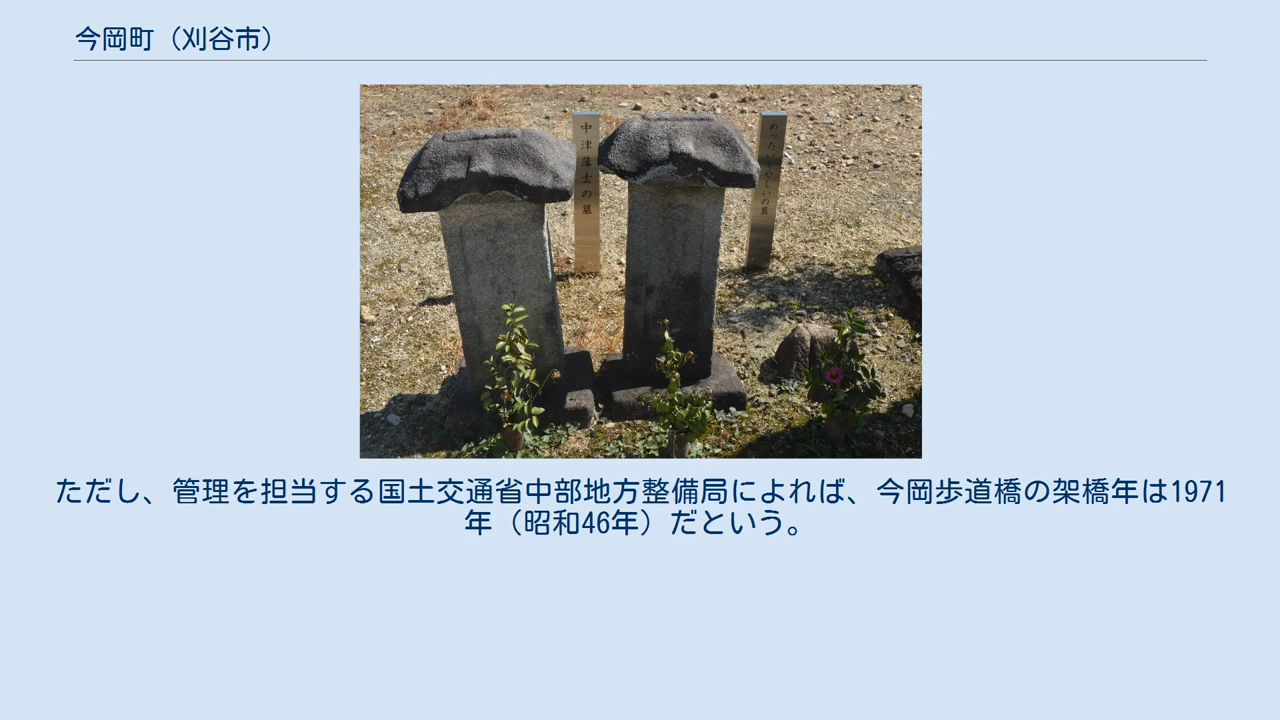 今岡町（刈谷市）
中津藩士の墓
ただし、管理を担当する国土交通省中部地方整備局によれば、今岡歩道橋の架橋年は1971
年（昭和46年）だという。